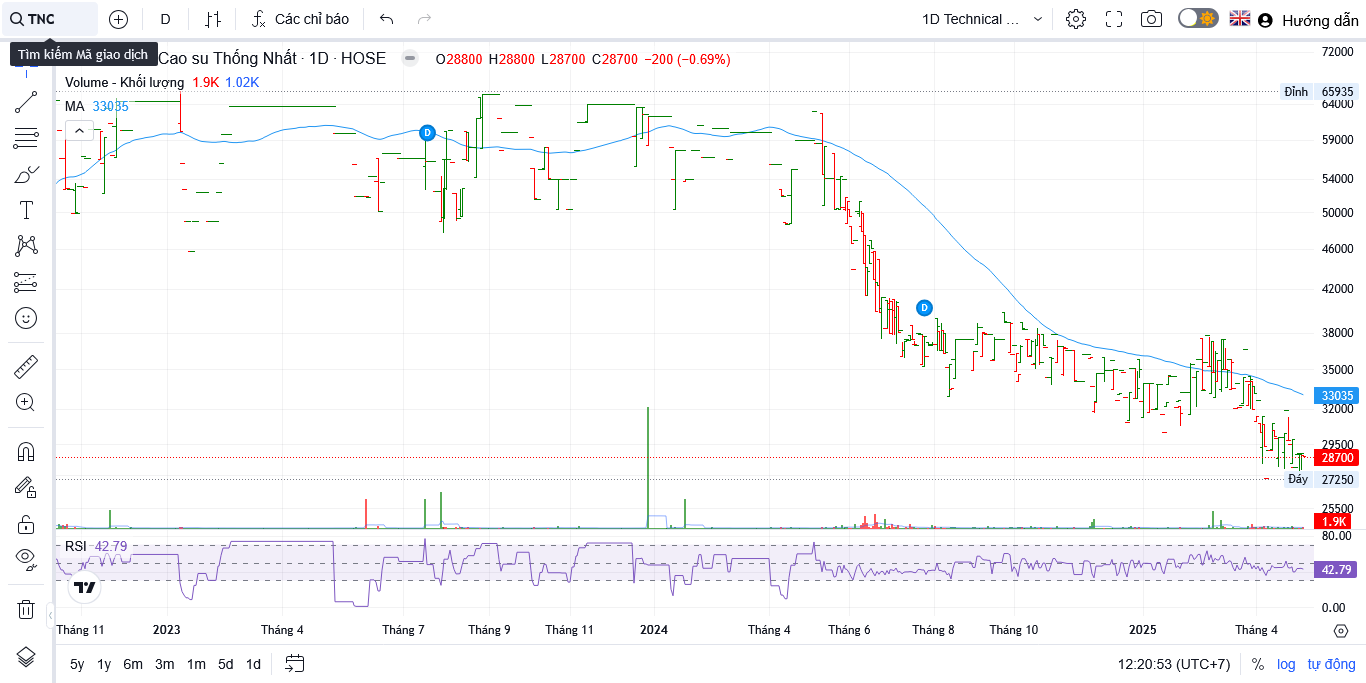 TNC D Các chỉ báo 1D Technical ... Hướng dẫn
Tìm kiếm Mã giao dịch
Cao su Thống Nhất · 1D · HOSE O28800 H28800 L28700 C28700 −200 (−0.69%)
Volume - Khối lượng 1.9K 1.02K
MA 33035
D
D
72000
Đỉnh 65935
64000
59000
54000
50000
46000
42000
38000
35000
33035
32000
29500
28700
Đáy 27250
25500
1.9K
RSI 42.79
80.00
42.79
0.00
Tháng 11 2023 Tháng 4 Tháng 7 Tháng 9 Tháng 11 2024 Tháng 4 Tháng 6 Tháng 8 Tháng 10 2025 Tháng 4
5y 1y 6m 3m 1m 5d 1d 12:20:53 (UTC+7) % log tự động